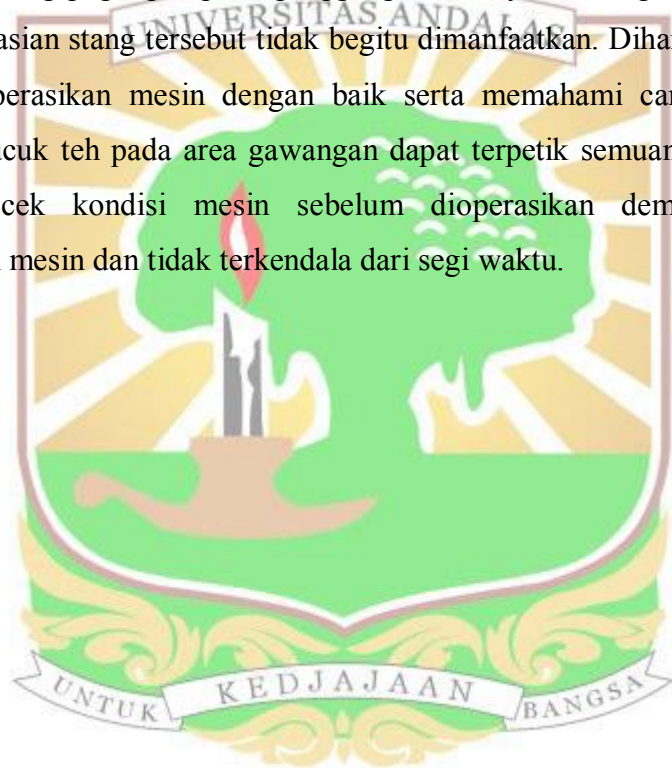 UNIVERSITAS ANDALAS
asian stang tersebut tidak begitu dimanfaatkan. Dihar
perasikan mesin dengan baik serta memahami car
ucuk teh pada area gawangan dapat terpetik semuan
cek kondisi mesin sebelum dioperasikan dem
mesin dan tidak terkendala dari segi waktu.
UNTUK KEDJAJAAN BANGSA